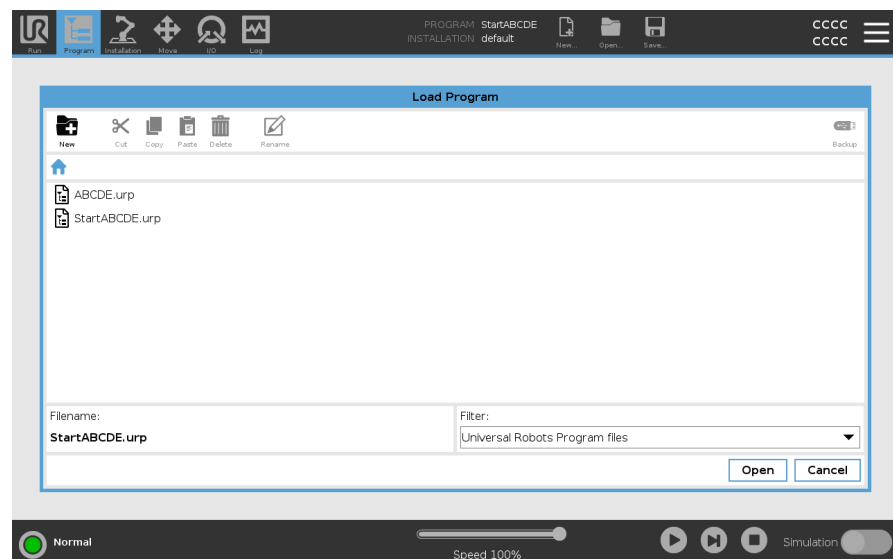 UR
PROGRAM StartABCDE
INSTALLATION default
CCCC
CCCC
Run Program Installation Move I/O Log New... Open... Save...
Load Program
New Cut Copy Paste Delete Rename Backup
ABCDE.urp
StartABCDE.urp
Filename: Filter:
StartABCDE.urp Universal Robots Program files
Open Cancel
Normal Speed 100% Simulation